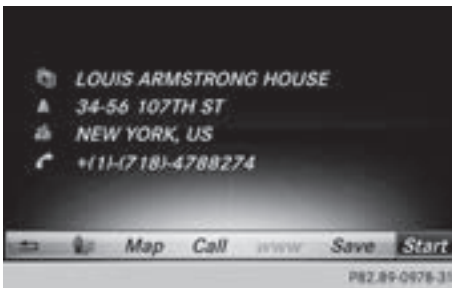 LOUIS ARMSTRONG HOUSE
34-56 107TH ST
NEW YORK, US
+(1)-(718)-4788274
Map Call www Save Start
P82.89-0978-31